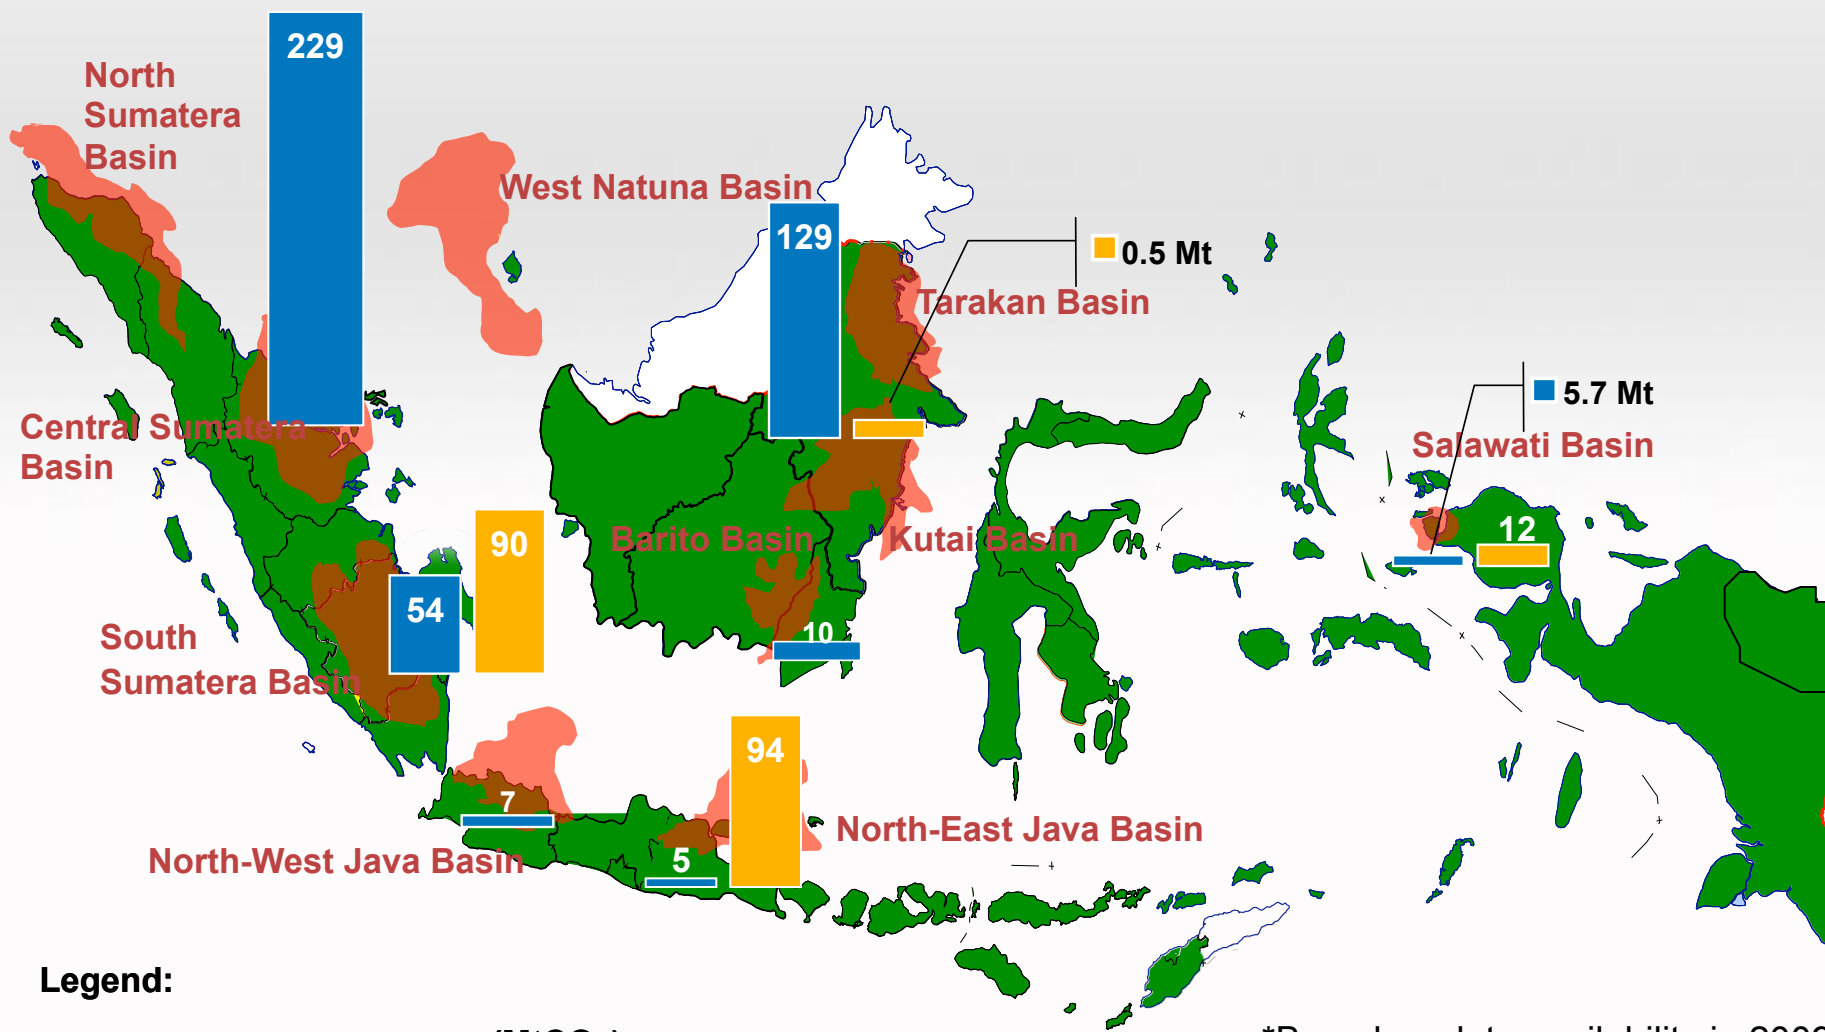 229
North
Sumatera
Basin
West Natuna Basin
129
0.5 Mt
Tarakan Basin
5.7 Mt
Central Sumatera
Basin
Salawati Basin
90
12
Barito Basin
Kutai Basin
54
10
South
Sumatera Basin
94
7
North-East Java Basin
5
North-West Java Basin
Legend: